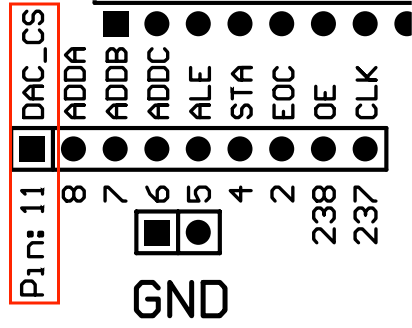 DAC_CS
ADDA
ADDB
ADDC
ALE
STA
EOC
OE
CLK
Pin: 11
8
7
6
5
4
2
238
237
GND